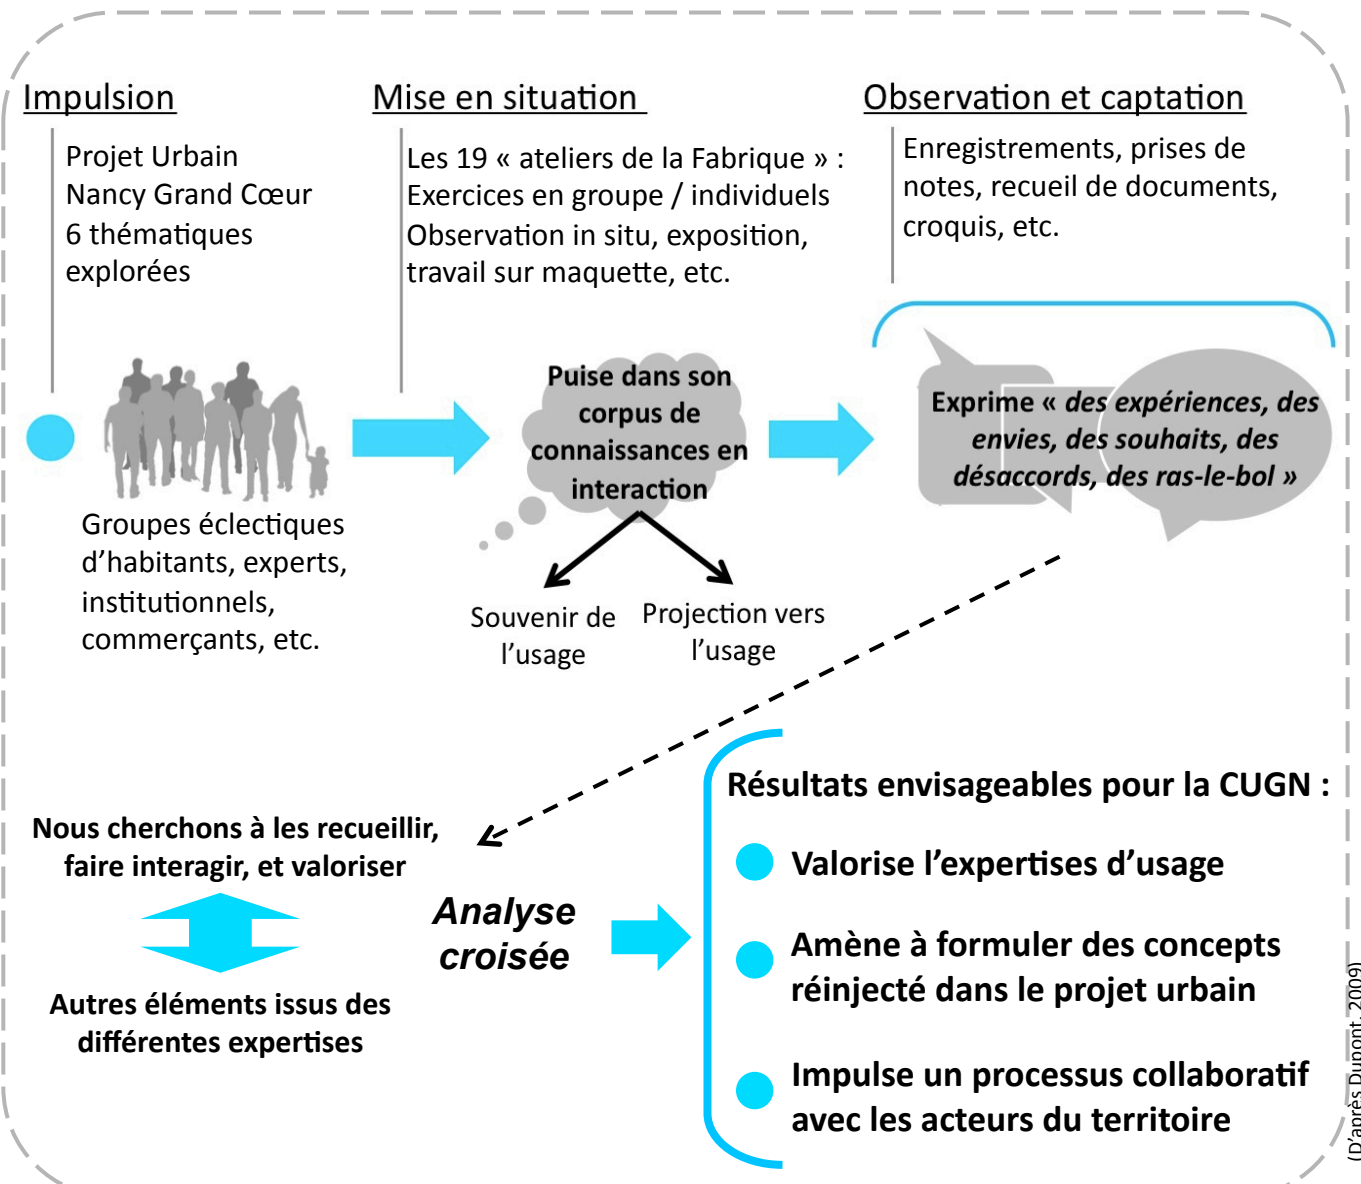 Impulsion
Projet Urbain
Nancy Grand Cœur
6 thématiques
explorées
Mise en situation
Les 19 « ateliers de la Fabrique » :
Exercices en groupe / individuels
Observation in situ, exposition,
travail sur maquette, etc.
Observation et captation
Enregistrements, prises de
notes, recueil de documents,
croquis, etc.
Groupes éclectiques
d’habitants, experts,
institutionnels,
commerçants, etc.
Puise dans son
corpus de
connaissances en
interaction
Souvenir de
l’usage
Projection vers
l’usage
Exprime « des expériences, des
envies, des souhaits, des
désaccords, des ras-le-bol »
Nous cherchons à les recueillir,
faire interagir, et valoriser
Autres éléments issus des
différentes expertises
Analyse
croisée
Résultats envisageables pour la CUGN :
Valorise l’expertises d’usage
Amène à formuler des concepts
réinjecté dans le projet urbain
Impulse un processus collaboratif
avec les acteurs du territoire
(D’après Dupont, 2009)